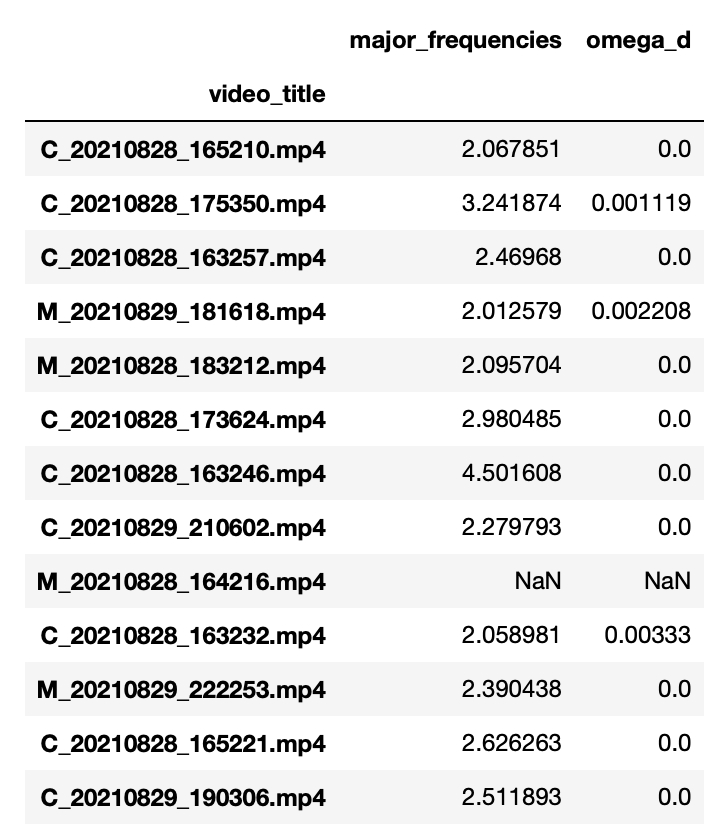 major_frequencies omega_d
video_title
C_20210828_165210.mp4 2.067851 0.0
C_20210828_175350.mp4 3.241874 0.001119
C_20210828_163257.mp4 2.46968 0.0
M_20210829_181618.mp4 2.012579 0.002208
M_20210828_183212.mp4 2.095704 0.0
C_20210828_173624.mp4 2.980485 0.0
C_20210828_163246.mp4 4.501608 0.0
C_20210829_210602.mp4 2.279793 0.0
M_20210828_164216.mp4 NaN NaN
C_20210828_163232.mp4 2.058981 0.00333
M_20210829_222253.mp4 2.390438 0.0
C_20210828_165221.mp4 2.626263 0.0
C_20210829_190306.mp4 2.511893 0.0